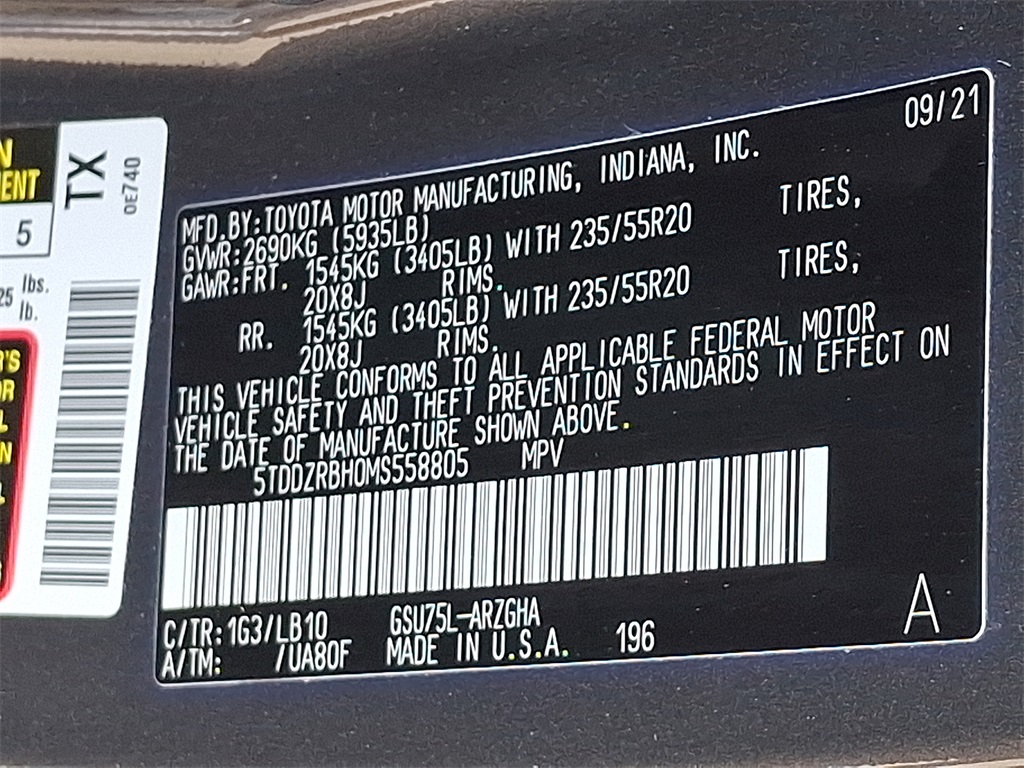 09/21
MFD.BY:TOYOTA MOTOR MANUFACTURING, INDIANA, INC.
GVWR:2690KG (5935LB)
GAWR:FRT. 1545KG (3405LB) WITH 235/55R20 TIRES,
20X8J RIMS.
RR. 1545KG (3405LB) WITH 235/55R20 TIRES,
20X8J RIMS.
THIS VEHICLE CONFORMS TO ALL APPLICABLE FEDERAL MOTOR
VEHICLE SAFETY AND THEFT PREVENTION STANDARDS IN EFFECT ON
THE DATE OF MANUFACTURE SHOWN ABOVE.
5TDDZRBH0MS558805 MPV
C/TR:1G3/LB10 GSU75L-ARZGHA
A/TM: /UA80F MADE IN U.S.A. 196
A
TX
0E740
5
lbs.
lb.